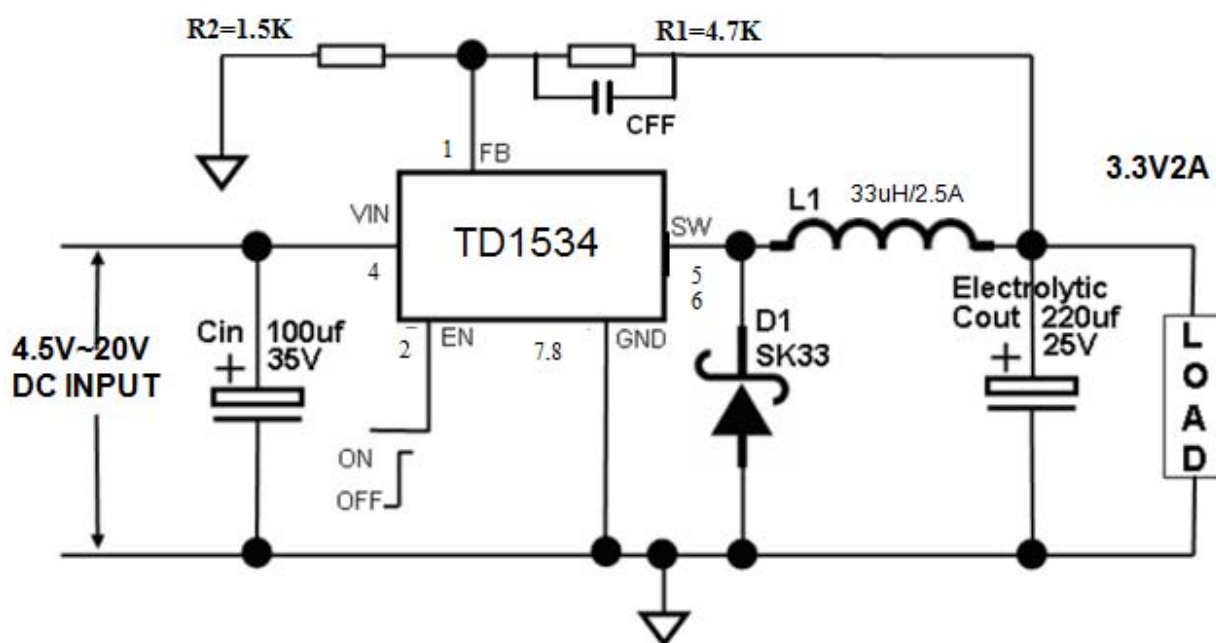 R2=1.5K
R1=4.7K
CFF
1
FB
3.3V2A
VIN
TD1534
SW
L1
33uH/2.5A
4
5
6
Electrolytic
Cin 100uf
35V
+
2
EN
7.8
GND
D1
SK33
Cout 220uf
25V
+
4.5V~20V
DC INPUT
ON
OFF
L
O
A
D